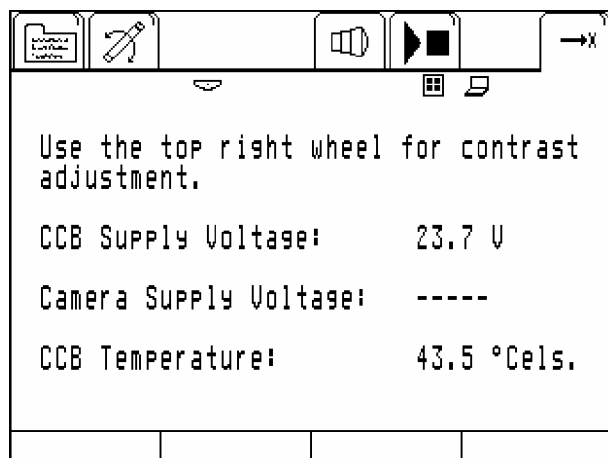 →X
Use the top right wheel for contrast
adjustment.
CCB Supply Voltage: 23.7 V
Camera Supply Voltage: -----
CCB Temperature: 43.5 °Cels.